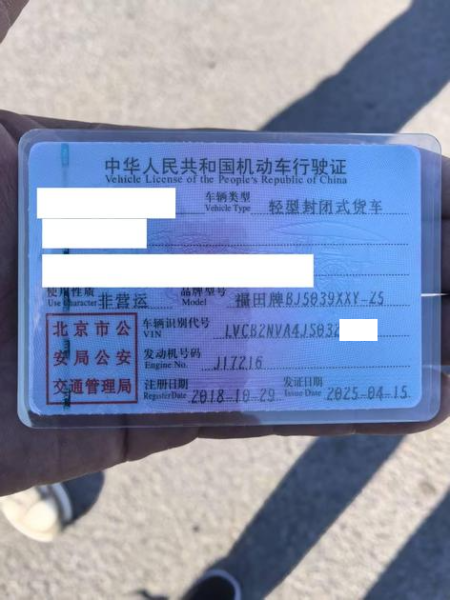 中华人民共和国机动车行驶证
Vehicle License of the People's Republic of China
车辆类型 轻型封闭式货车
Vehicle Type
使用性质 非营运 品牌型号 福田牌BJ5039XXY-Z5
Use Character Model
北京市公
安局公安
交通管理局
车辆识别代号 LVCB2NVA4JS032
VIN
发动机号码 J17216
Engine No.
注册日期 2018-10-29 发证日期 2025-04-15
Register Date Issue Date